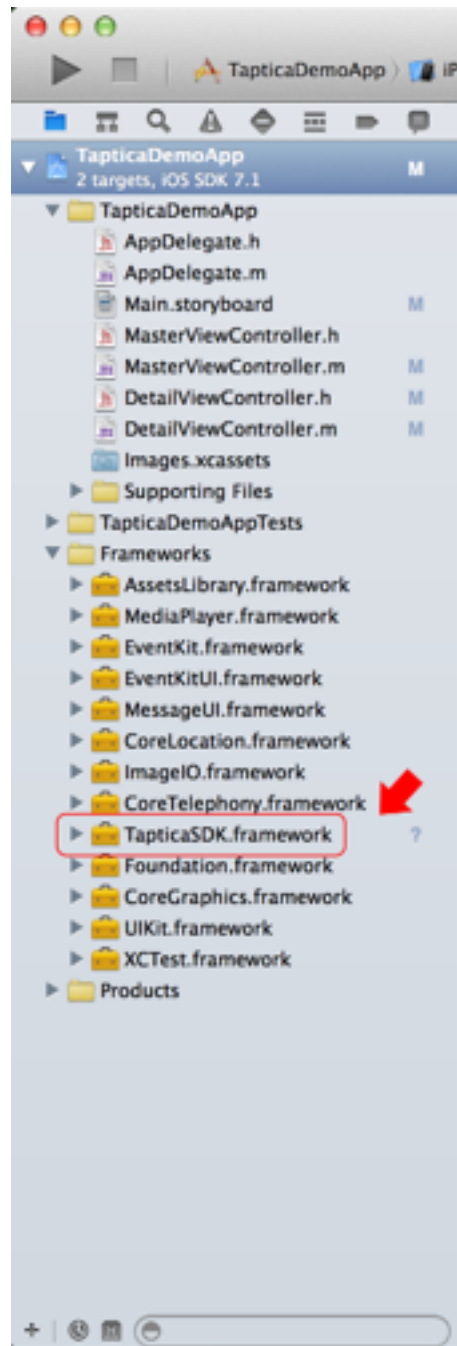 TapticaDemoApp iP
TapticaDemoApp
2 targets, iOS SDK 7.1 M
TapticaDemoApp
AppDelegate.h
AppDelegate.m
Main.storyboard M
MasterViewController.h
MasterViewController.m M
DetailViewController.h M
DetailViewController.m M
Images.xcassets
Supporting Files
TapticaDemoAppTests
Frameworks
AssetsLibrary.framework
MediaPlayer.framework
EventKit.framework
EventKitUI.framework
MessageUI.framework
CoreLocation.framework
ImageIO.framework
CoreTelephony.framework
TapticaSDK.framework ?
Foundation.framework
CoreGraphics.framework
UIKit.framework
XCTest.framework
Products